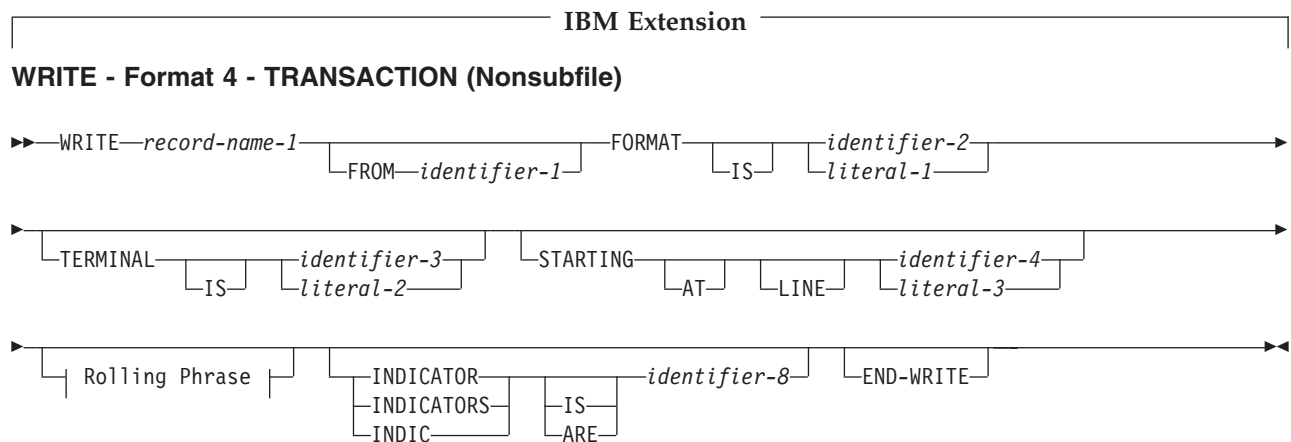 IBM Extension
WRITE - Format 4 - TRANSACTION (Nonsubfile)
WRITE record-name-1 FORMAT identifier-2
FROM identifier-1 IS literal-1
TERMINAL identifier-3 STARTING identifier-4
IS literal-2 AT LINE literal-3
Rolling Phrase INDICATOR identifier-8 END-WRITE
INDICATORS IS
INDIC ARE